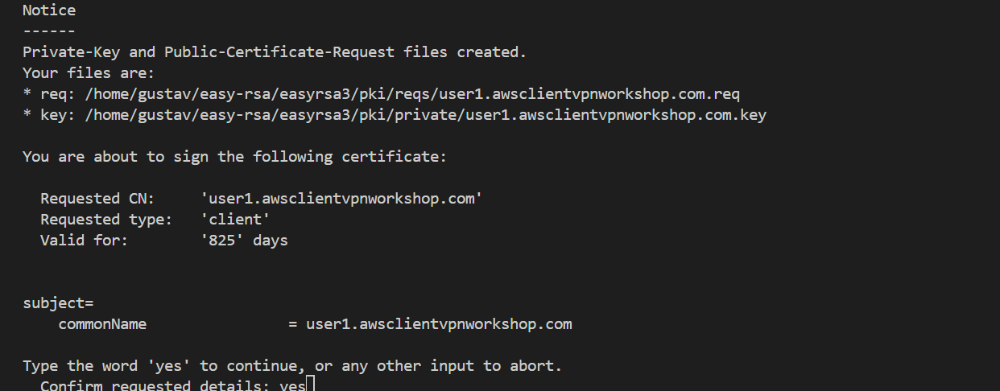 Notice
------
Private-Key and Public-Certificate-Request files created.
Your files are:
* req: /home/gustav/easy-rsa/easyrsa3/pki/reqs/user1.awsclientvpnworkshop.com.req
* key: /home/gustav/easy-rsa/easyrsa3/pki/private/user1.awsclientvpnworkshop.com.key
You are about to sign the following certificate:
Requested CN: 'user1.awsclientvpnworkshop.com'
Requested type: 'client'
Valid for: '825' days
subject=
commonName = user1.awsclientvpnworkshop.com
Type the word 'yes' to continue, or any other input to abort.
Confirm requested details: yes